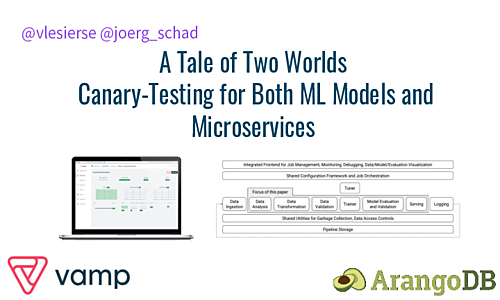 @vlesierse @joerg_schad
A Tale of Two Worlds
Canary-Testing for Both ML Models and
Microservices
Integrated Frontend for Job Management, Monitoring, Debugging, Data/Model/Evaluation Visualization
Shared Configuration Framework and Job Orchestration
Tuner
Focus of this paper
Data
Ingestion
Data
Analysis
Data
Transformation
Data
Validation
Trainer
Model Evaluation
and Validation
Serving
Logging
Shared Utilities for Garbage Collection, Data Access Controls
Pipeline Storage
vamp
ArangoDB